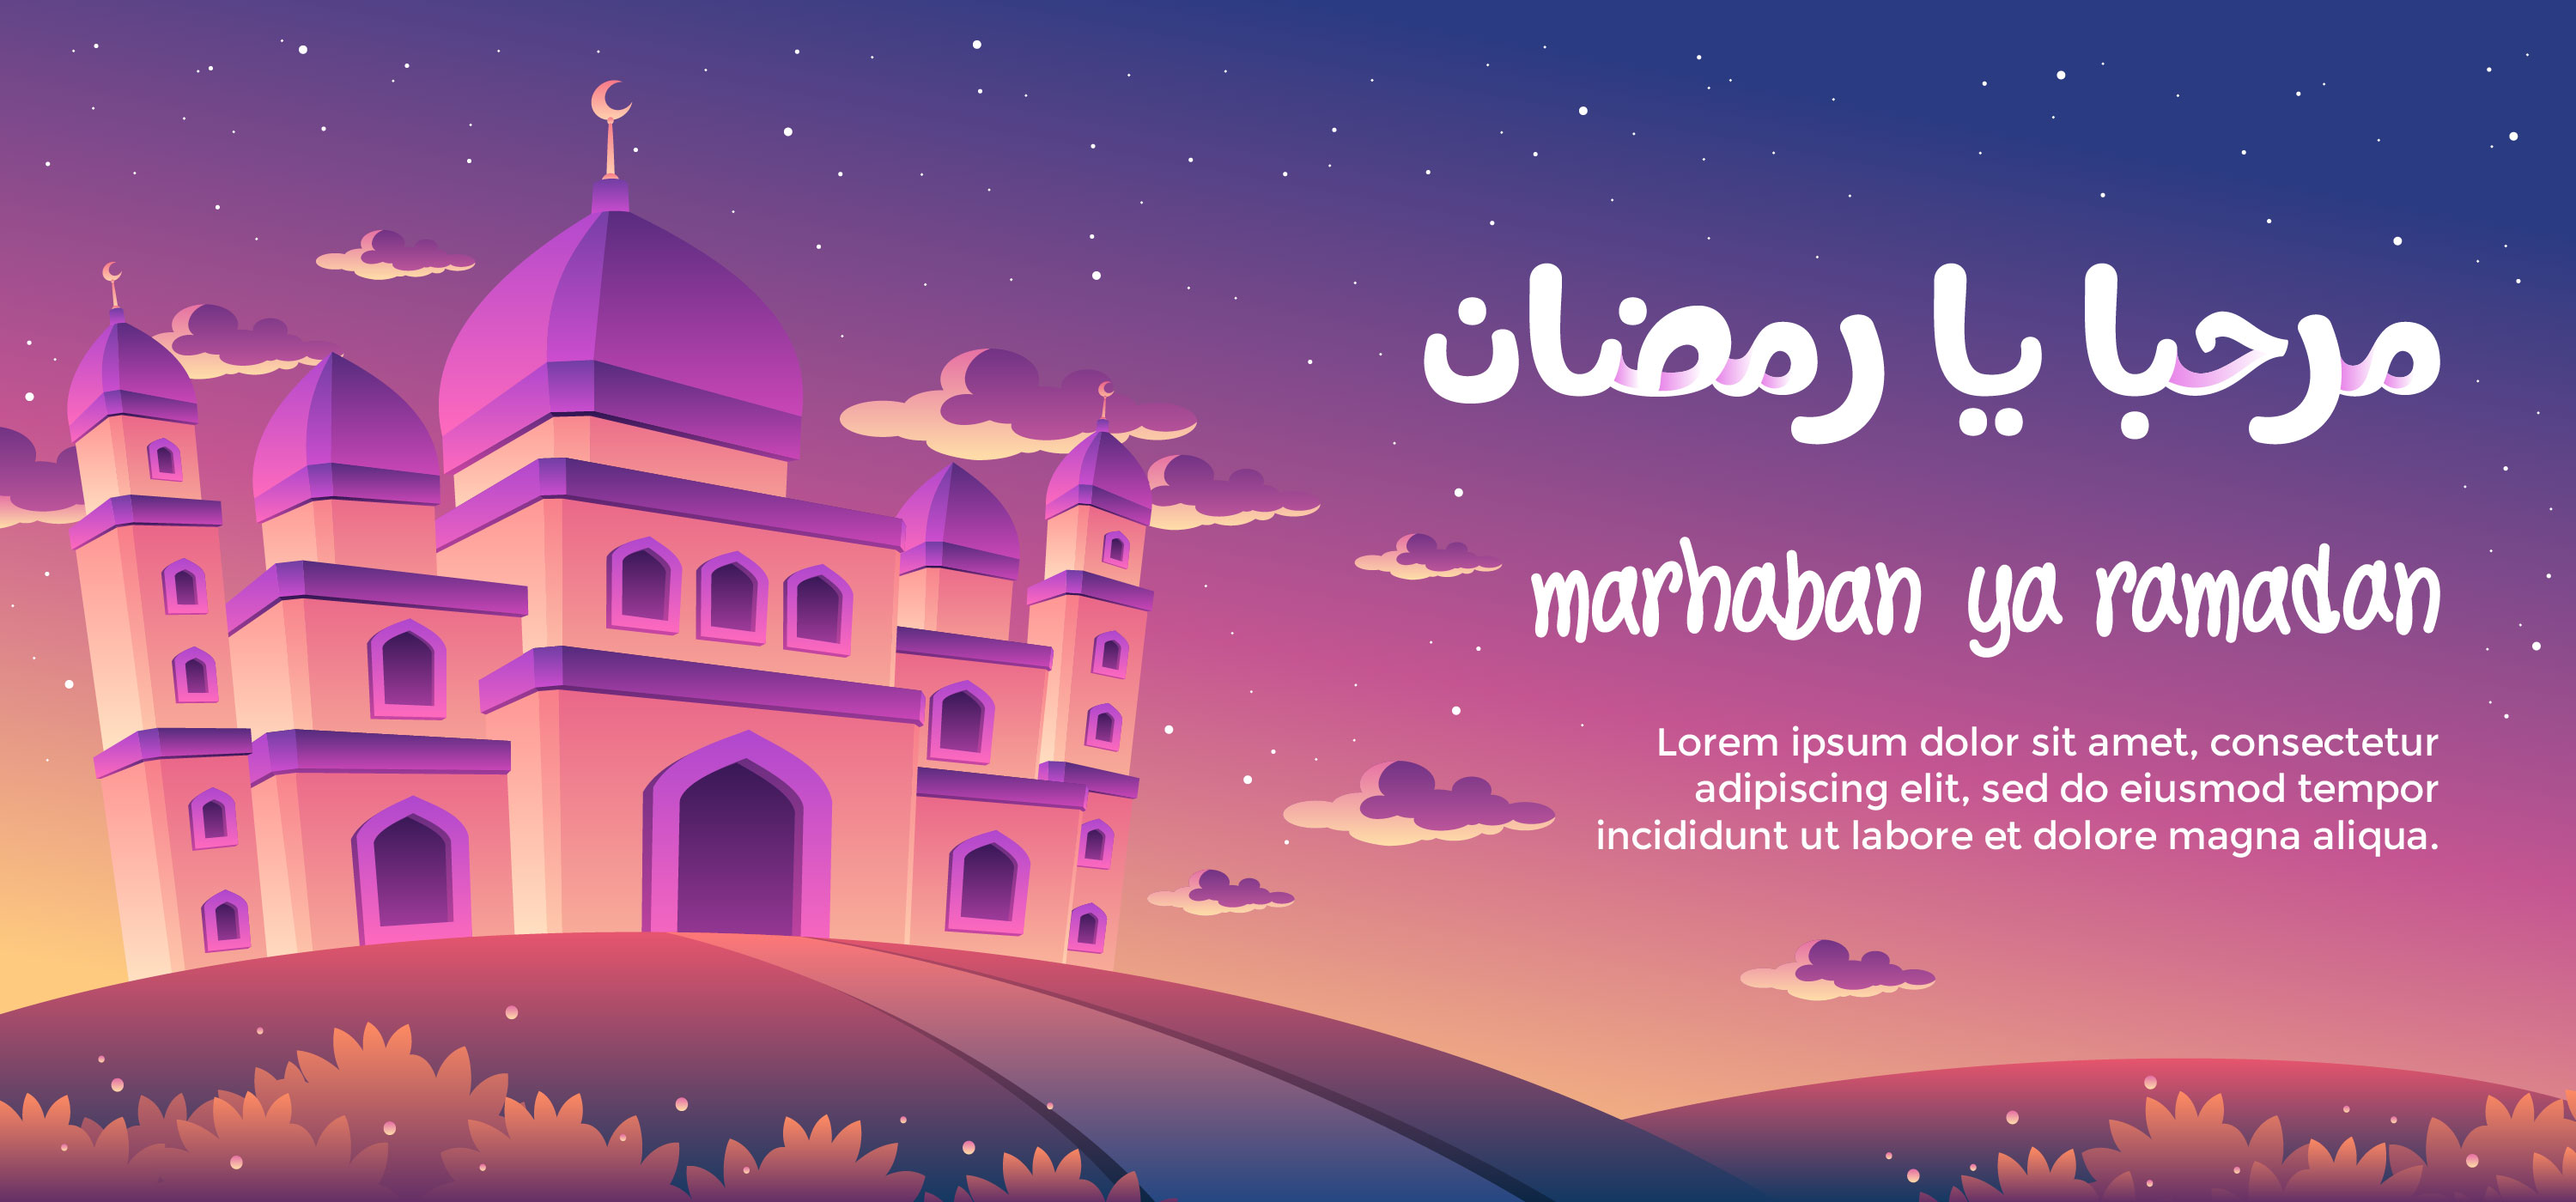 مرحبا يا رمضان
marhaban ya ramadan
Lorem ipsum dolor sit amet, consectetur
adipiscing elit, sed do eiusmod tempor
incididunt ut labore et dolore magna aliqua.